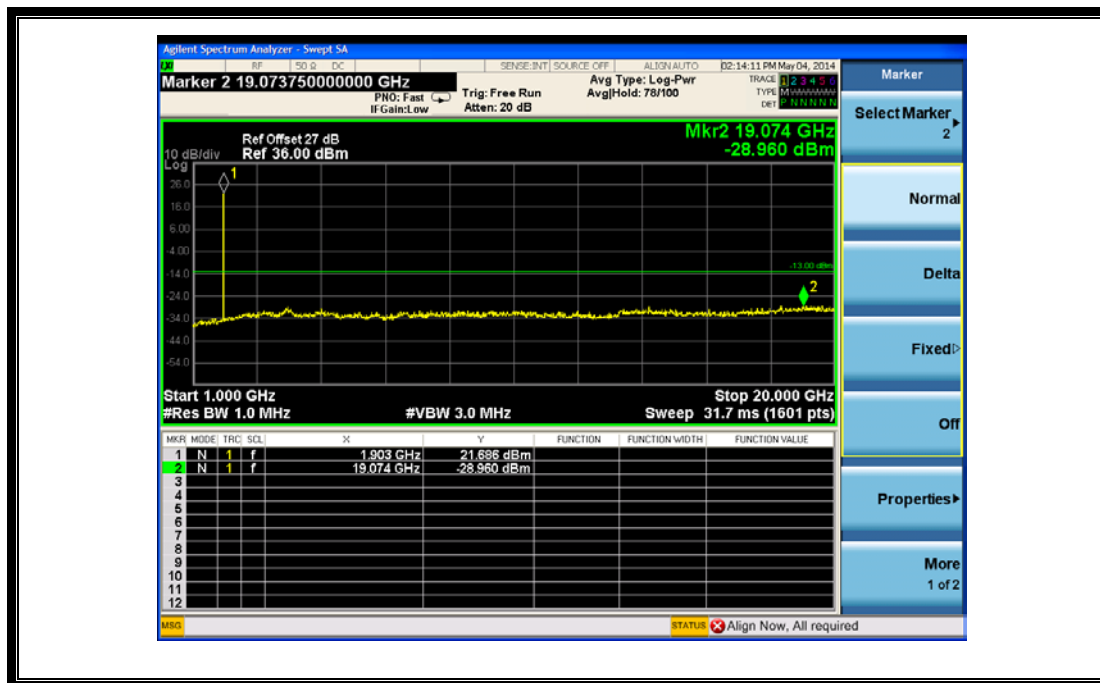 Agilent Spectrum Analyzer - Swept SA
RF 50 Ω DC SENSE:INT SOURCE OFF ALIGN AUTO 02:14:11 PM May 04, 2014
Marker 2 19.073750000000 GHz
PNO: Fast
IFGain:Low
Trig: Free Run
Atten: 20 dB
Avg Type: Log-Pwr
Avg|Hold: 78/100
TRACE 1 2 3 4 5 6
TYPE MWWWWW
DET P N N N N N
Mkr2 19.074 GHz
-28.960 dBm
Ref Offset 27 dB
10 dB/div Ref 36.00 dBm
Log
26.0
16.0
6.00
-4.00
-14.0
-24.0
-34.0
-44.0
-54.0
1
-13.00 dBm
2
Start 1.000 GHz Stop 20.000 GHz
#Res BW 1.0 MHz #VBW 3.0 MHz Sweep 31.7 ms (1601 pts)
MKR MODE TRC SCL X Y FUNCTION FUNCTION WIDTH FUNCTION VALUE
1 N 1 f 1.903 GHz 21.686 dBm
2 N 1 f 19.074 GHz -28.960 dBm
3
4
5
6
7
8
9
10
11
12
MSG STATUS Align Now, All required
Marker
Select Marker
2
Normal
Delta
Fixed
Off
Properties
More
1 of 2